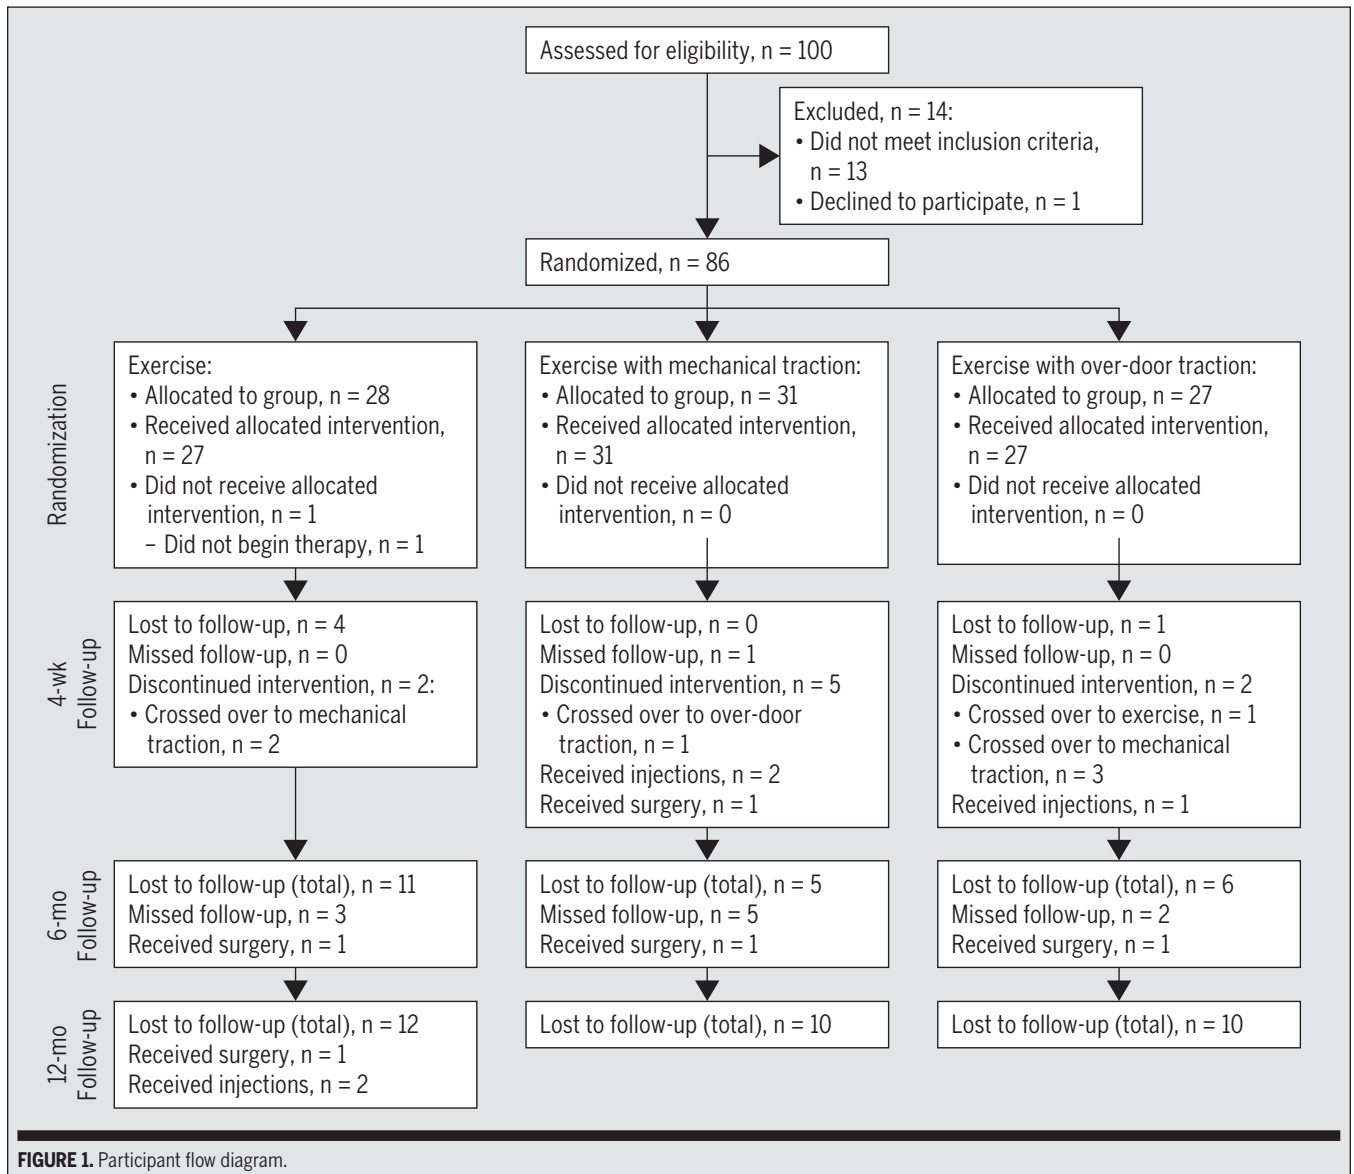 Assessed for eligibility, n = 100
Excluded, n = 14:
• Did not meet inclusion criteria,
n = 13
• Declined to participate, n = 1
Randomized, n = 86
Randomization
Exercise:
• Allocated to group, n = 28
• Received allocated intervention,
n = 27
• Did not receive allocated
intervention, n = 1
– Did not begin therapy, n = 1
Exercise with mechanical traction:
• Allocated to group, n = 31
• Received allocated intervention,
n = 31
• Did not receive allocated
intervention, n = 0
Exercise with over-door traction:
• Allocated to group, n = 27
• Received allocated intervention,
n = 27
• Did not receive allocated
intervention, n = 0
4-wk
Follow-up
Lost to follow-up, n = 4
Missed follow-up, n = 0
Discontinued intervention, n = 2:
• Crossed over to mechanical
traction, n = 2
Lost to follow-up, n = 0
Missed follow-up, n = 1
Discontinued intervention, n = 5
• Crossed over to over-door
traction, n = 1
Received injections, n = 2
Received surgery, n = 1
Lost to follow-up, n = 1
Missed follow-up, n = 0
Discontinued intervention, n = 2
• Crossed over to exercise, n = 1
• Crossed over to mechanical
traction, n = 3
Received injections, n = 1
6-mo
Follow-up
Lost to follow-up (total), n = 11
Missed follow-up, n = 3
Received surgery, n = 1
Lost to follow-up (total), n = 5
Missed follow-up, n = 5
Received surgery, n = 1
Lost to follow-up (total), n = 6
Missed follow-up, n = 2
Received surgery, n = 1
12-mo
Follow-up
Lost to follow-up (total), n = 12
Received surgery, n = 1
Received injections, n = 2
Lost to follow-up (total), n = 10
Lost to follow-up (total), n = 10
FIGURE 1. Participant flow diagram.